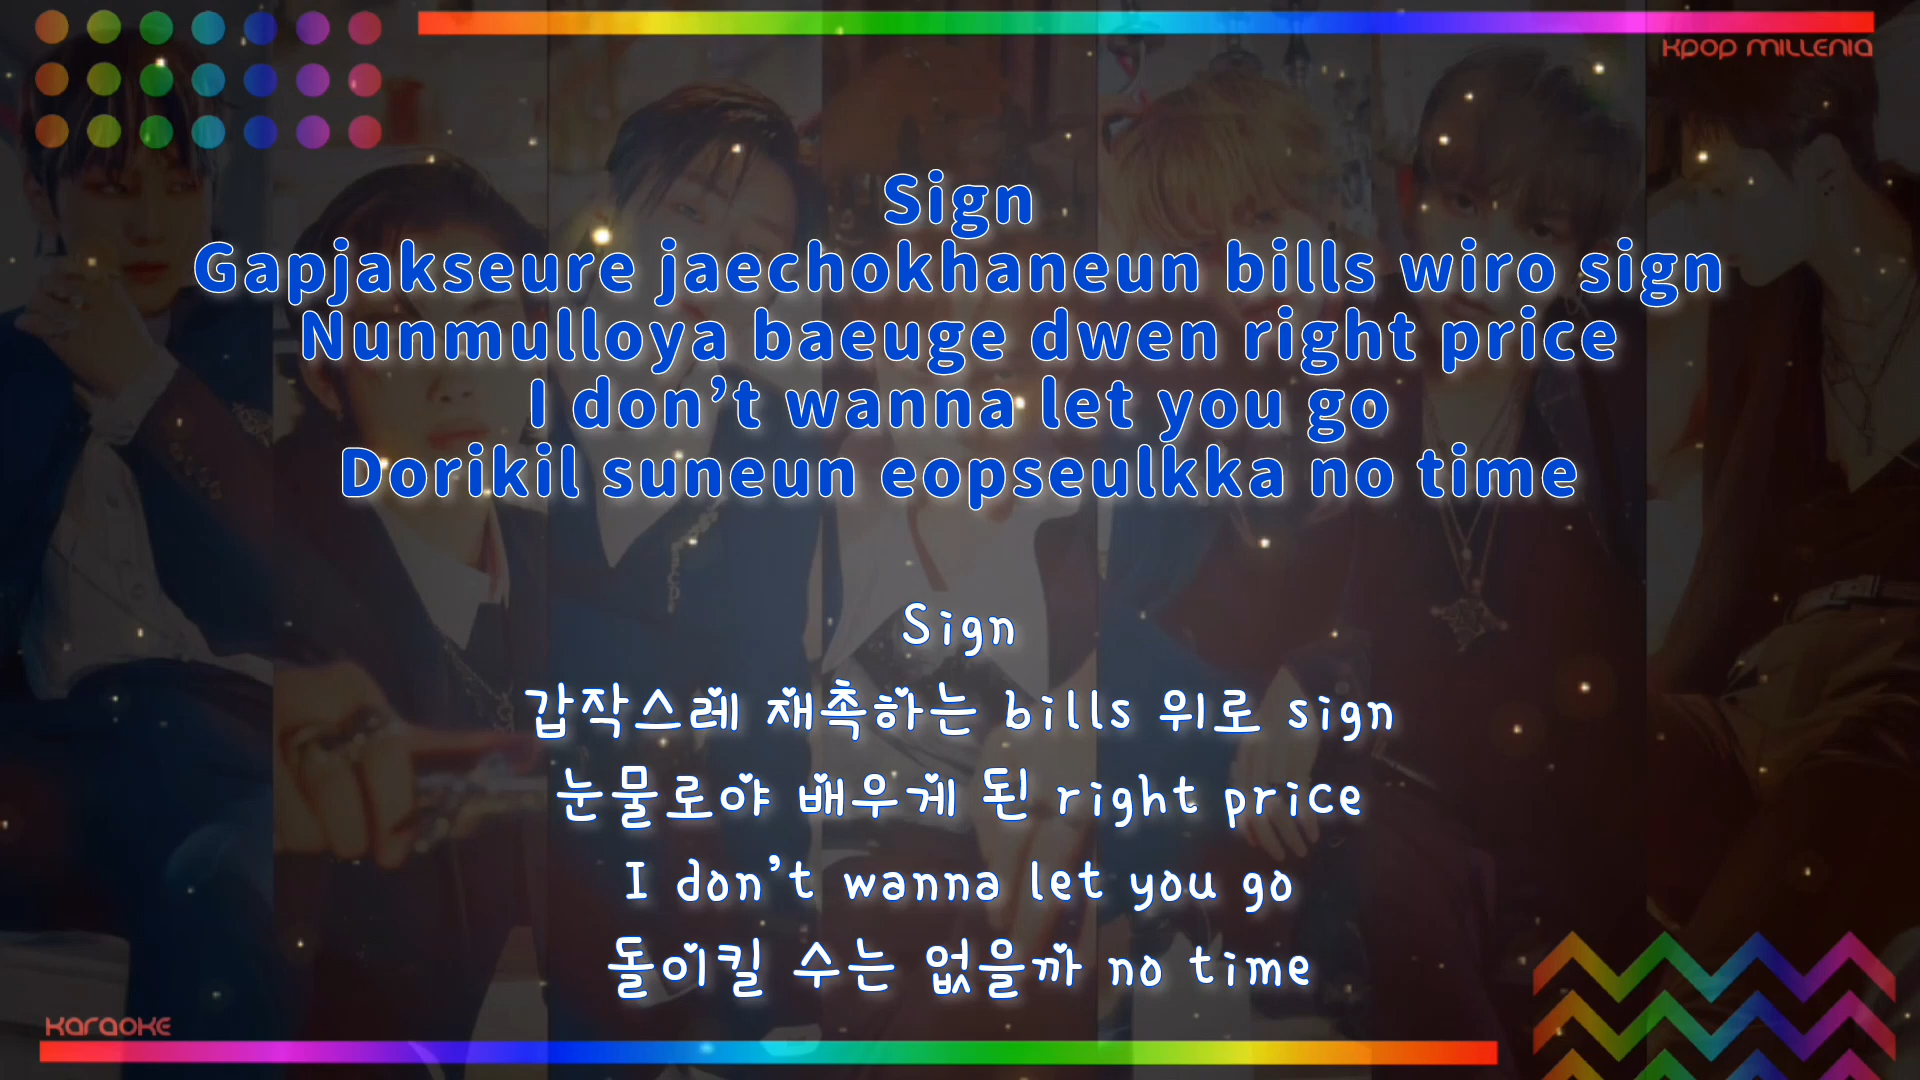 KPOP MILLENIA
Sign
Gapjakseure jaechokhaneun bills wiro sign
Nunmulloya baeuge dwen right price
I don’t wanna let you go
Dorikil suneun eopseulkka no time
Sign
갑작스레 재촉하는 bills 위로 sign
눈물로야 배우게 된 right price
I don’t wanna let you go
돌이킬 수는 없을까 no time
KARAOKE